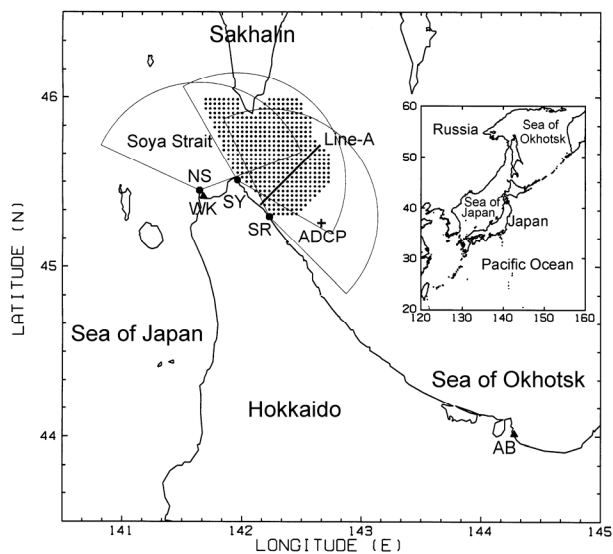 Sakhalin
46
Soya Strait
Line-A
NS
WK
SY
SR
ADCP
45
LATITUDE (N)
Sea of Japan
Sea of Okhotsk
Hokkaido
44
AB
141
142
143
144
145
LONGITUDE (E)
60
Russia
Sea of
Okhotsk
50
40
Sea of
Japan
Japan
30
Pacific Ocean
20
120
130
140
150
160